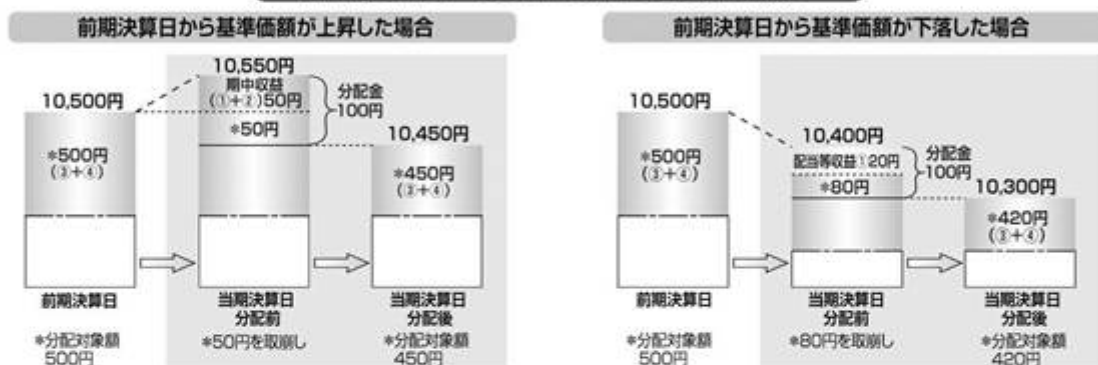 前期決算日から基準価額が上昇した場合
10,500円
*500円
(③+④)
前期決算日
*分配対象額
500円
10,550円
期中収益
(①+②)50円
*50円
分配金
100円
当期決算日
分配前
*50円を取崩し
10,450円
*450円
(③+④)
当期決算日
分配後
*分配対象額
450円
前期決算日から基準価額が下落した場合
10,500円
*500円
(③+④)
前期決算日
*分配対象額
500円
10,400円
配当等収益①20円
*80円
分配金
100円
当期決算日
分配前
*80円を取崩し
10,300円
*420円
(③+④)
当期決算日
分配後
*分配対象額
420円